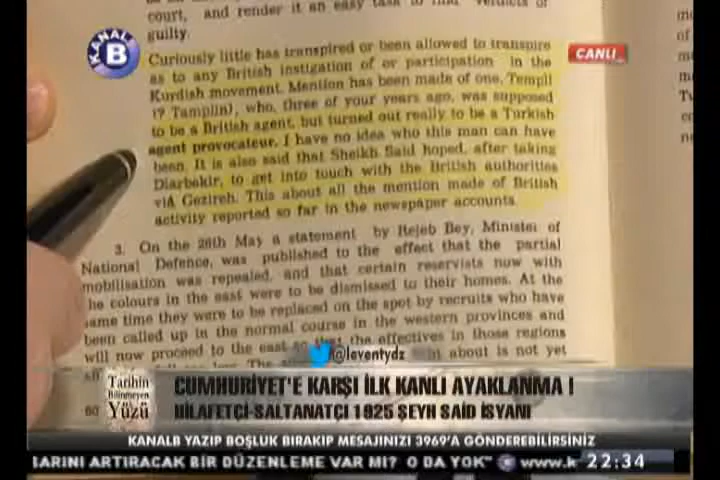 court, and render it an easy task to find verdicts of
guilty.
KANAL
B
CANLI
Curiously little has transpired or been allowed to transpire
as to any British instigation of or participation in the
Kurdish movement. Mention has been made of one, Templi
(? Tamplin), who, three of your years ago, was supposed
to be a British agent, but turned out really to be a Turkish
agent provocateur. I have no idea who this man can have
been. It is also said that Sheikh Said hoped, after taking
Diarbekir, to get into touch with the British authorities
viA Gezireh. This about all the mention made of British
activity reported so far in the newspaper accounts.
3. On the 26th May a statement by Rejeb Bey, Minister of
National Defence, was published to the effect that the partial
mobilisation was repealed, and that certain reservists now with
he colours in the east were to be dismissed to their homes. At the
ame time they were to be replaced on the spot by recruits who have
been called up in the normal course in the western provinces and
will now proceed to the east so that the effectives in those regions
about is not yet
@leventydz
Tarihin
Bilinmeyen
Yüzü
CUMHURİYET'E KARŞI İLK KANLI AYAKLANMA I
HİLAFETÇİ-SALTANATÇI 1925 ŞEYH SAİD İSYANI
KANALB YAZIP BOŞLUK BIRAKIP MESAJINIZI 3969'A GÖNDEREBİLİRSİNİZ
LARINI ARTIRACAK BİR DÜZENLEME VAR MI? O DA YOK" www.k 22:34